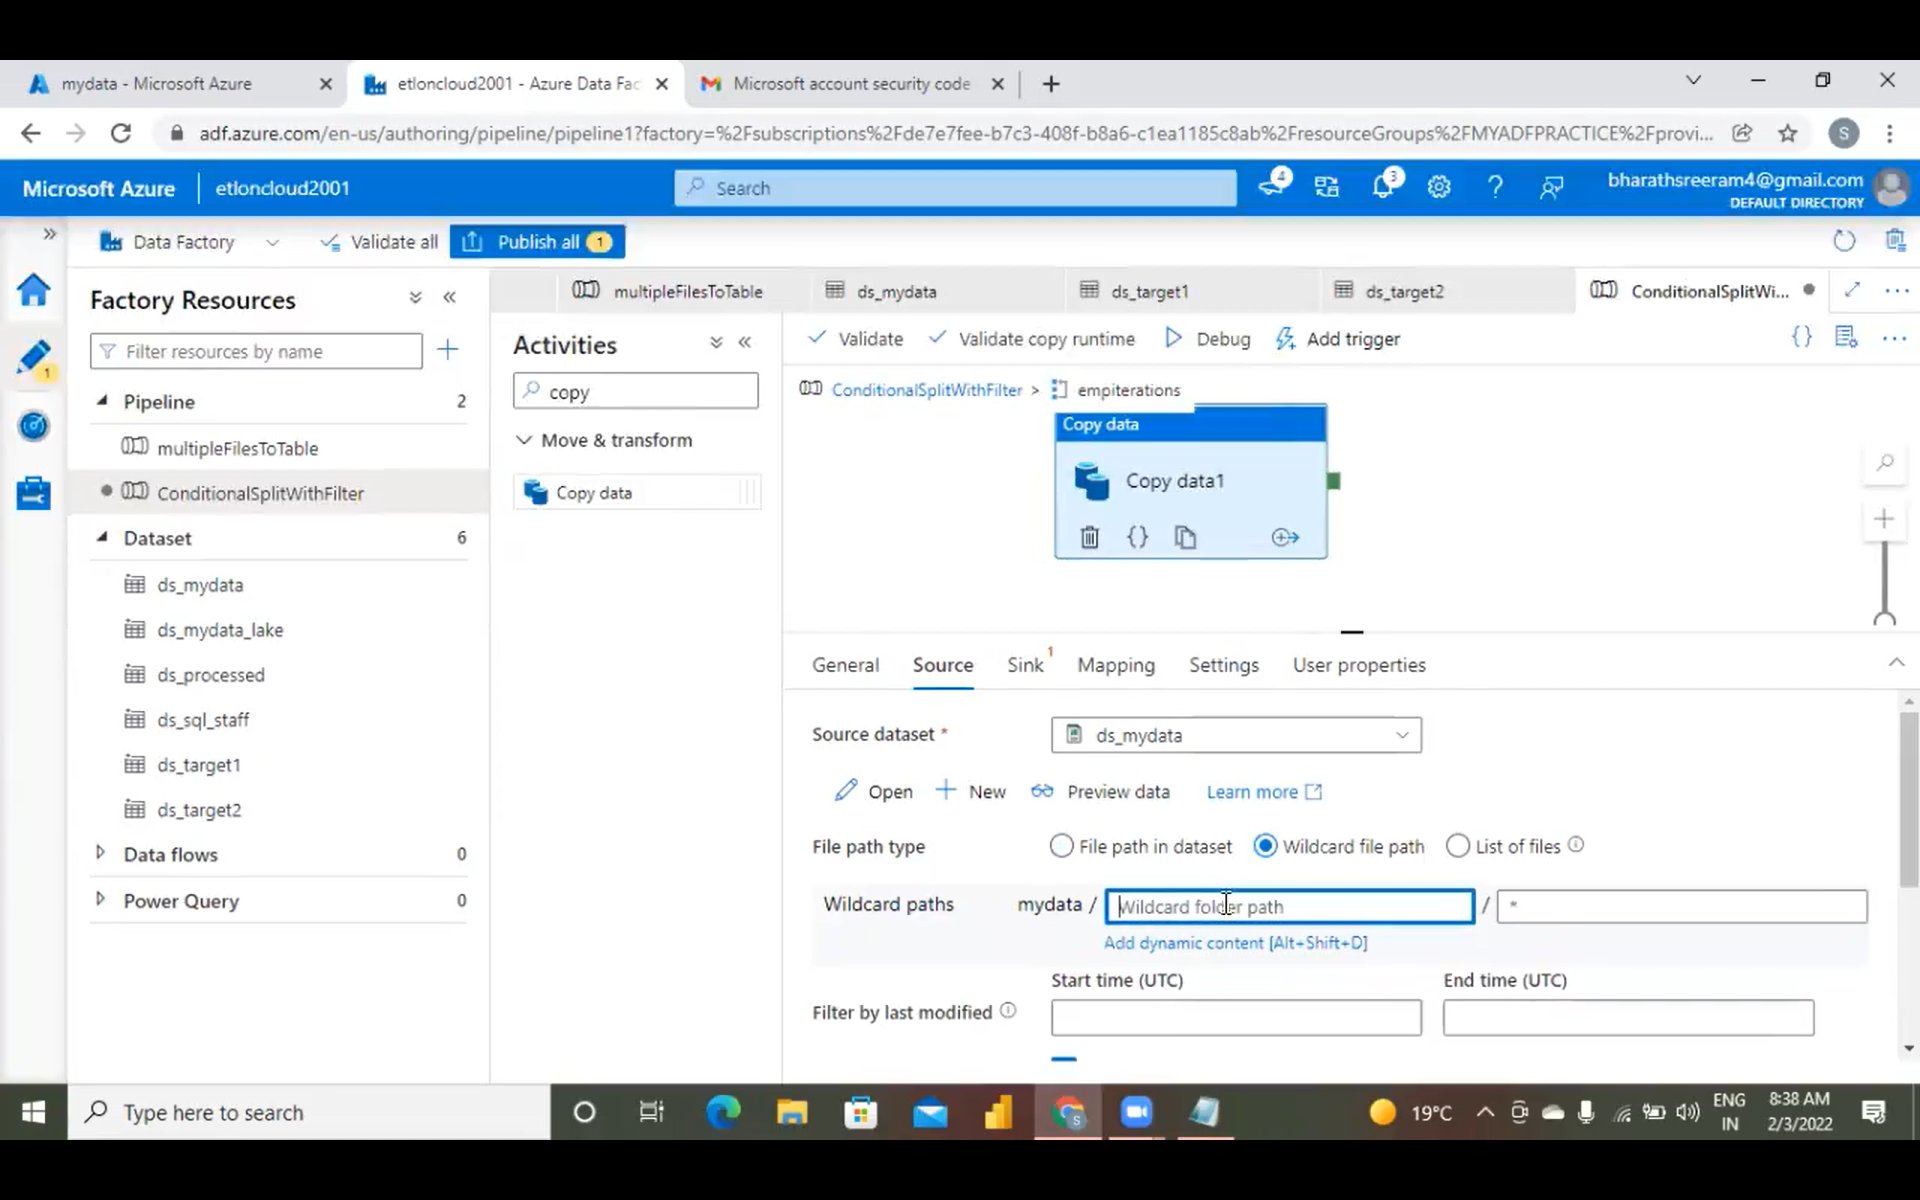 mydata - Microsoft Azure
etloncloud2001 - Azure Data Fac
Microsoft account security code
adf.azure.com/en-us/authoring/pipeline/pipeline1?factory=%2Fsubscriptions%2Fde7e7fee-b7c3-408f-b8a6-c1ea1185c8ab%2FresourceGroups%2FMYADFPRACTICE%2Fprovi...
S
Microsoft Azure
etloncloud2001
Search
4
3
bharathsreeram4@gmail.com
DEFAULT DIRECTORY
Data Factory
Validate all
Publish all 1
Factory Resources
Filter resources by name
1
Pipeline 2
multipleFilesToTable
ConditionalSplitWithFilter
Dataset 6
ds_mydata
ds_mydata_lake
ds_processed
ds_sql_staff
ds_target1
ds_target2
Data flows 0
Power Query 0
multipleFilesToTable
ds_mydata
ds_target1
ds_target2
ConditionalSplitWi...
Activities
copy
Move & transform
Copy data
Validate
Validate copy runtime
Debug
Add trigger
ConditionalSplitWithFilter > empiterations
Copy data
Copy data1
General
Source
Sink 1
Mapping
Settings
User properties
Source dataset *
ds_mydata
Open
New
Preview data
Learn more
File path type
File path in dataset
Wildcard file path
List of files
Wildcard paths
mydata /
Wildcard folder path
/
*
Add dynamic content [Alt+Shift+D]
Start time (UTC)
End time (UTC)
Filter by last modified
Type here to search
S
19°C
ENG
IN
8:38 AM
2/3/2022